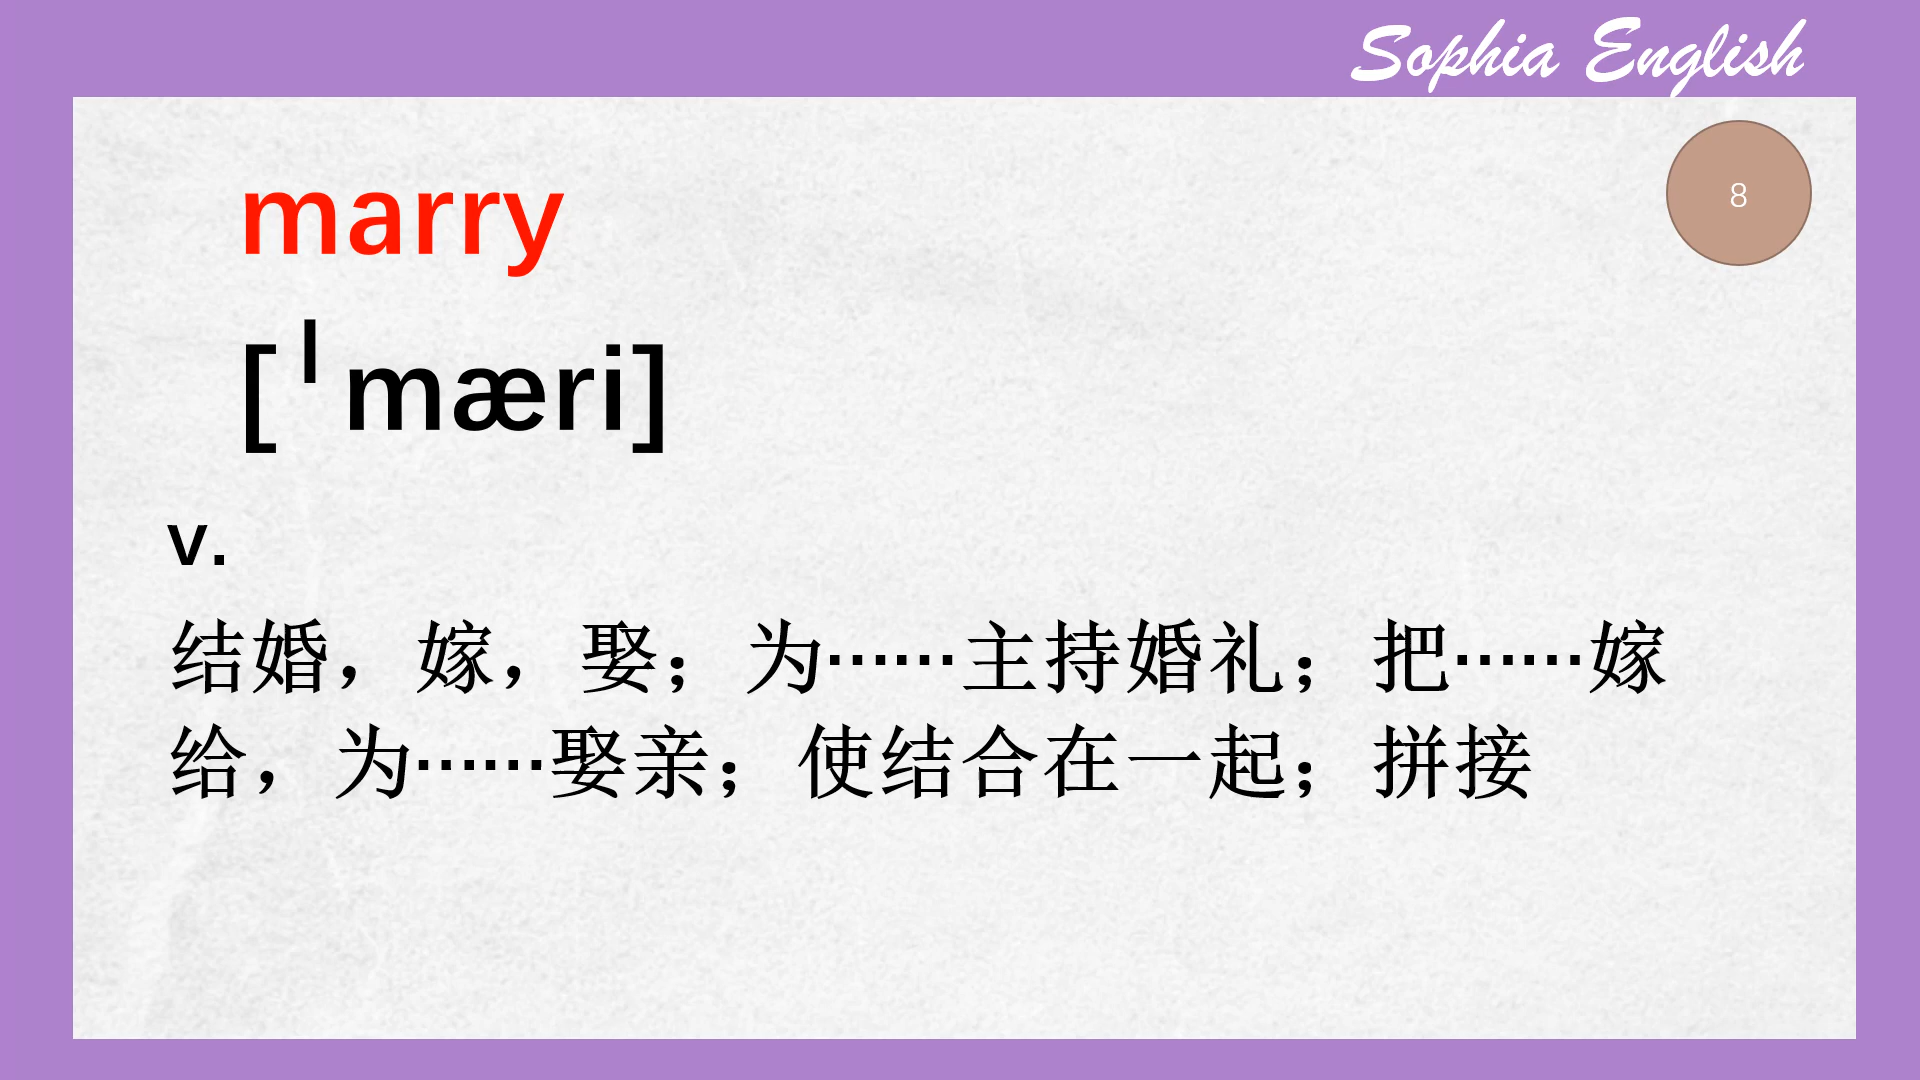 Sophia English
8
marry
[ˈmæri]
v.
结婚，嫁，娶；为……主持婚礼；把……嫁
给，为……娶亲；使结合在一起；拼接